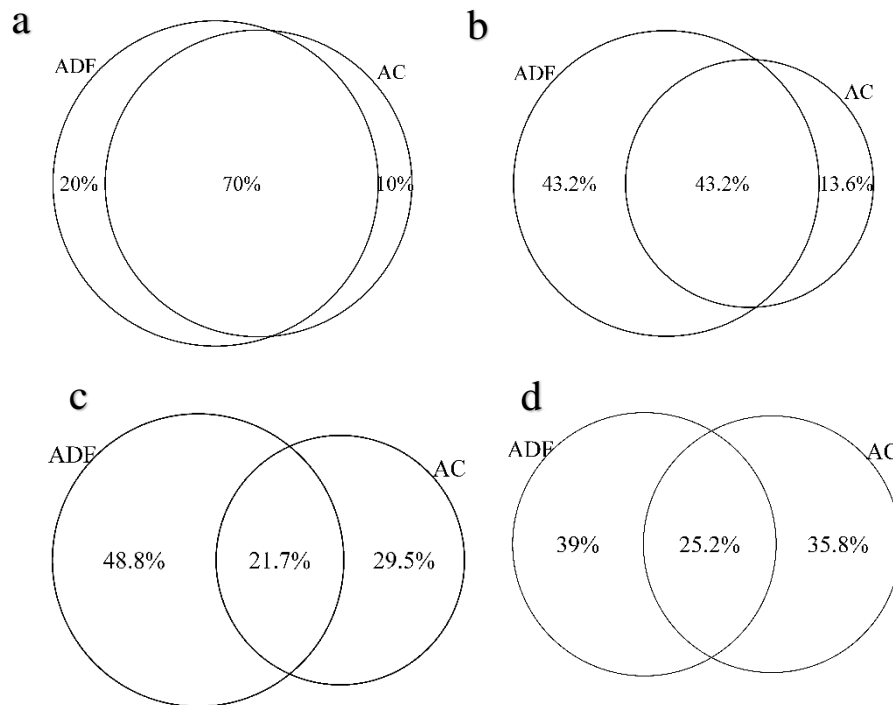 a
ADF
AC
20%
70%
10%
b
ADF
AC
43.2%
43.2%
13.6%
c
ADF
AC
48.8%
21.7%
29.5%
d
ADF
AC
39%
25.2%
35.8%